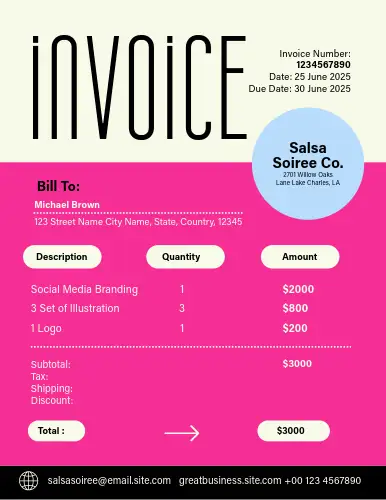 INVOICE
Invoice Number:
1234567890
Date: 25 June 2025
Due Date: 30 June 2025
Salsa
Soiree Co.
2701 Willow Oaks
Lane Lake Charles, LA
Bill To:
Michael Brown
123 Street Name City Name, State, Country, 12345
Description Quantity Amount
Social Media Branding 1 $2000
3 Set of Illustration 3 $800
1 Logo 1 $200
Subtotal: $3000
Tax:
Shipping:
Discount:
Total : $3000
salsasoiree@email.site.com greatbusiness.site.com +00 123 4567890